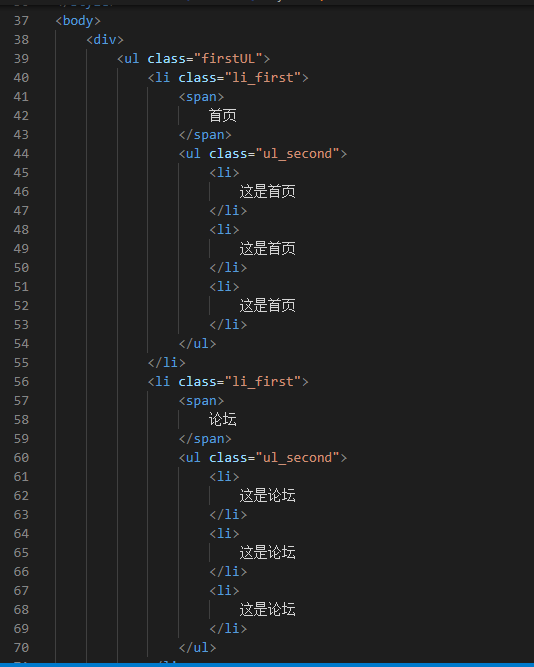 37 <body>
38 <div>
39 <ul class="firstUL">
40 <li class="li_first">
41 <span>
42 首页
43 </span>
44 <ul class="ul_second">
45 <li>
46 这是首页
47 </li>
48 <li>
49 这是首页
50 </li>
51 <li>
52 这是首页
53 </li>
54 </ul>
55 </li>
56 <li class="li_first">
57 <span>
58 论坛
59 </span>
60 <ul class="ul_second">
61 <li>
62 这是论坛
63 </li>
64 <li>
65 这是论坛
66 </li>
67 <li>
68 这是论坛
69 </li>
70 </ul>